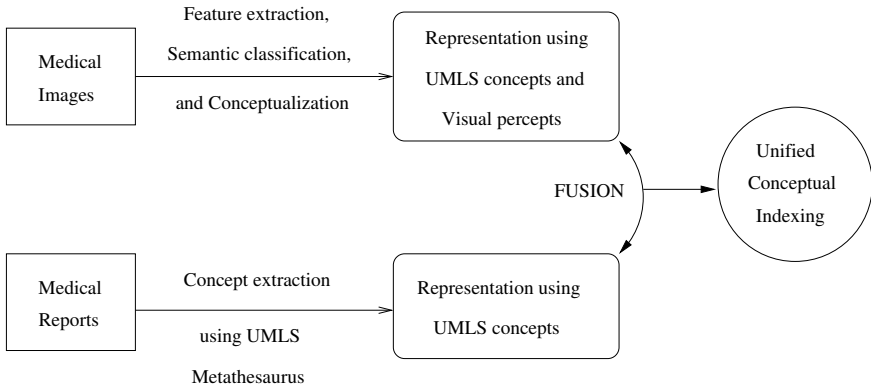 Medical
Images
Feature extraction,
Semantic classification,
and Conceptualization
Representation using
UMLS concepts and
Visual percepts
FUSION
Unified
Conceptual
Indexing
Medical
Reports
Concept extraction
using UMLS
Metathesaurus
Representation using
UMLS concepts